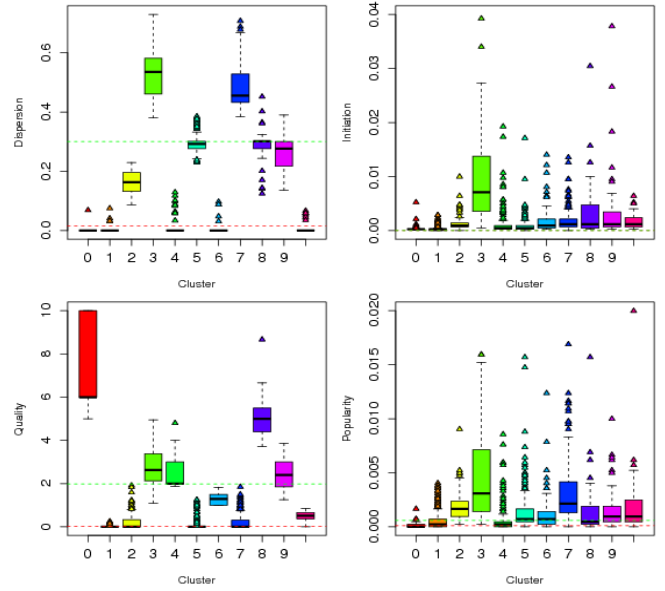 Dispersion
0.6
0.4
0.2
0.0
0 1 2 3 4 5 6 7 8 9
Cluster
Initiation
0.04
0.03
0.02
0.01
0.00
0 1 2 3 4 5 6 7 8 9
Cluster
Quality
10
8
6
4
2
0
0 1 2 3 4 5 6 7 8 9
Cluster
Popularity
0.020
0.015
0.010
0.005
0.000
0 1 2 3 4 5 6 7 8 9
Cluster